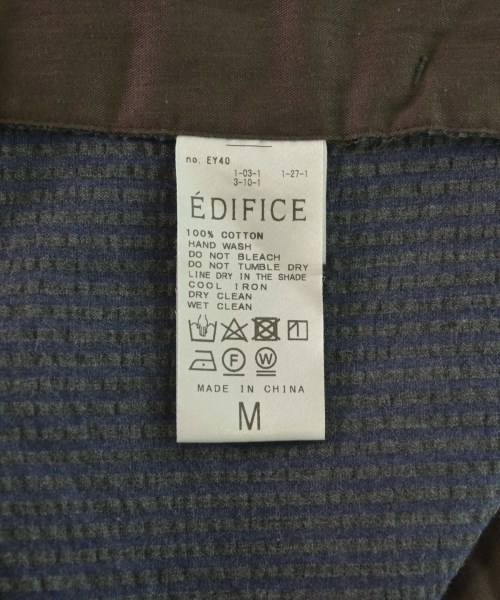 no. EY40
1-03-1 1-27-1
3-10-1
ÉDIFICE
100% COTTON
HAND WASH
DO NOT BLEACH
DO NOT TUMBLE DRY
LINE DRY IN THE SHADE
COOL IRON
DRY CLEAN
WET CLEAN
F W
MADE IN CHINA
M